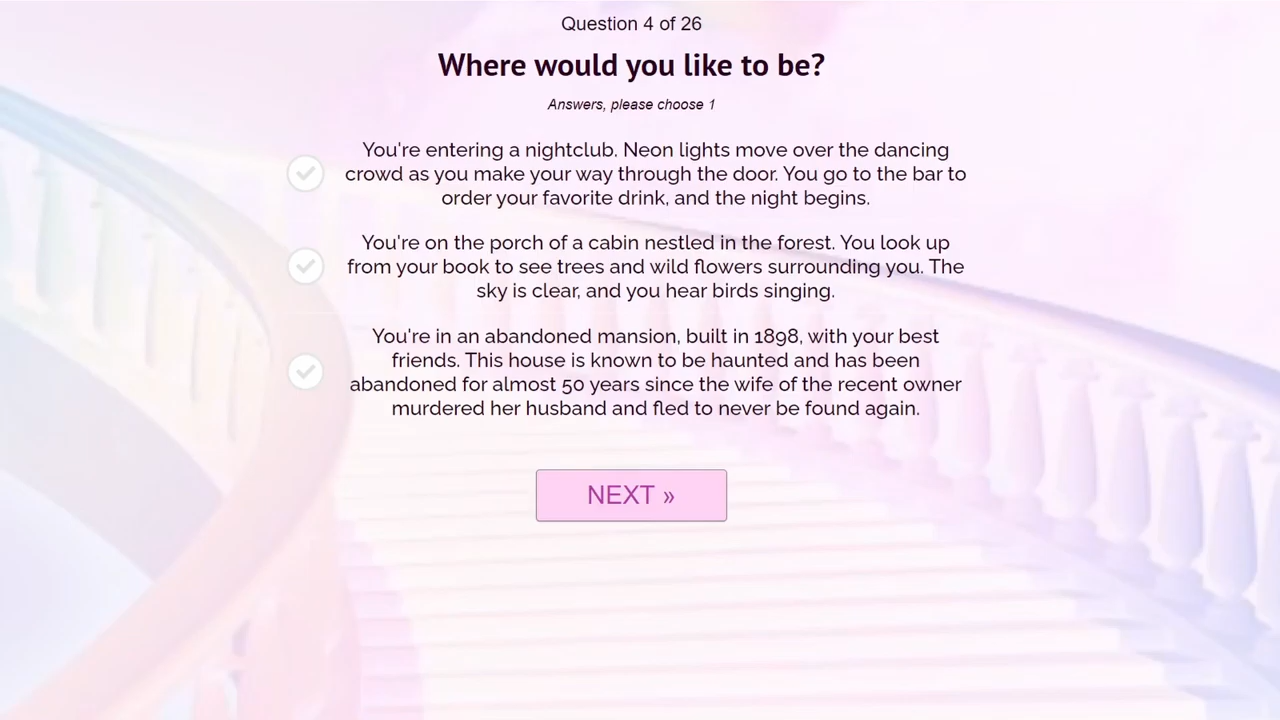 Question 4 of 26
Where would you like to be?
Answers, please choose 1
You're entering a nightclub. Neon lights move over the dancing
crowd as you make your way through the door. You go to the bar to
order your favorite drink, and the night begins.
You're on the porch of a cabin nestled in the forest. You look up
from your book to see trees and wild flowers surrounding you. The
sky is clear, and you hear birds singing.
You're in an abandoned mansion, built in 1898, with your best
friends. This house is known to be haunted and has been
abandoned for almost 50 years since the wife of the recent owner
murdered her husband and fled to never be found again.
NEXT »